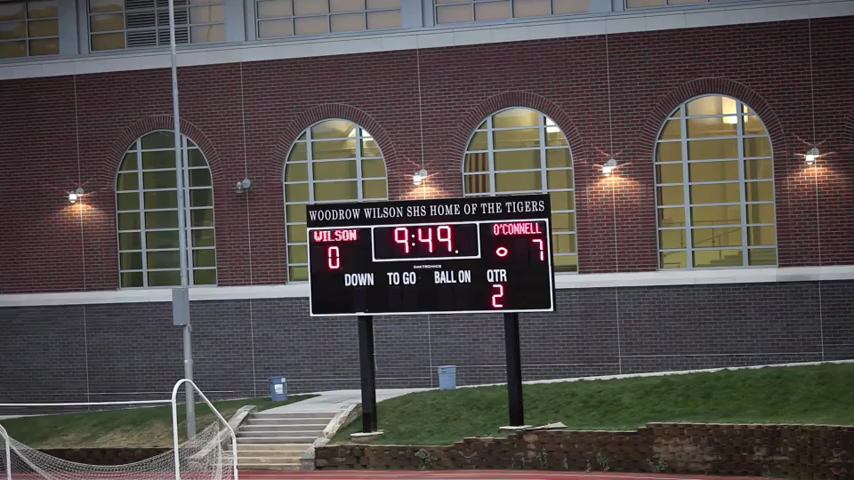 WOODROW WILSON SHS HOME OF THE TIGERS
WILSON 9:49. O'CONNELL
0 7
DAKTRONICS
DOWN TO GO BALL ON QTR
2